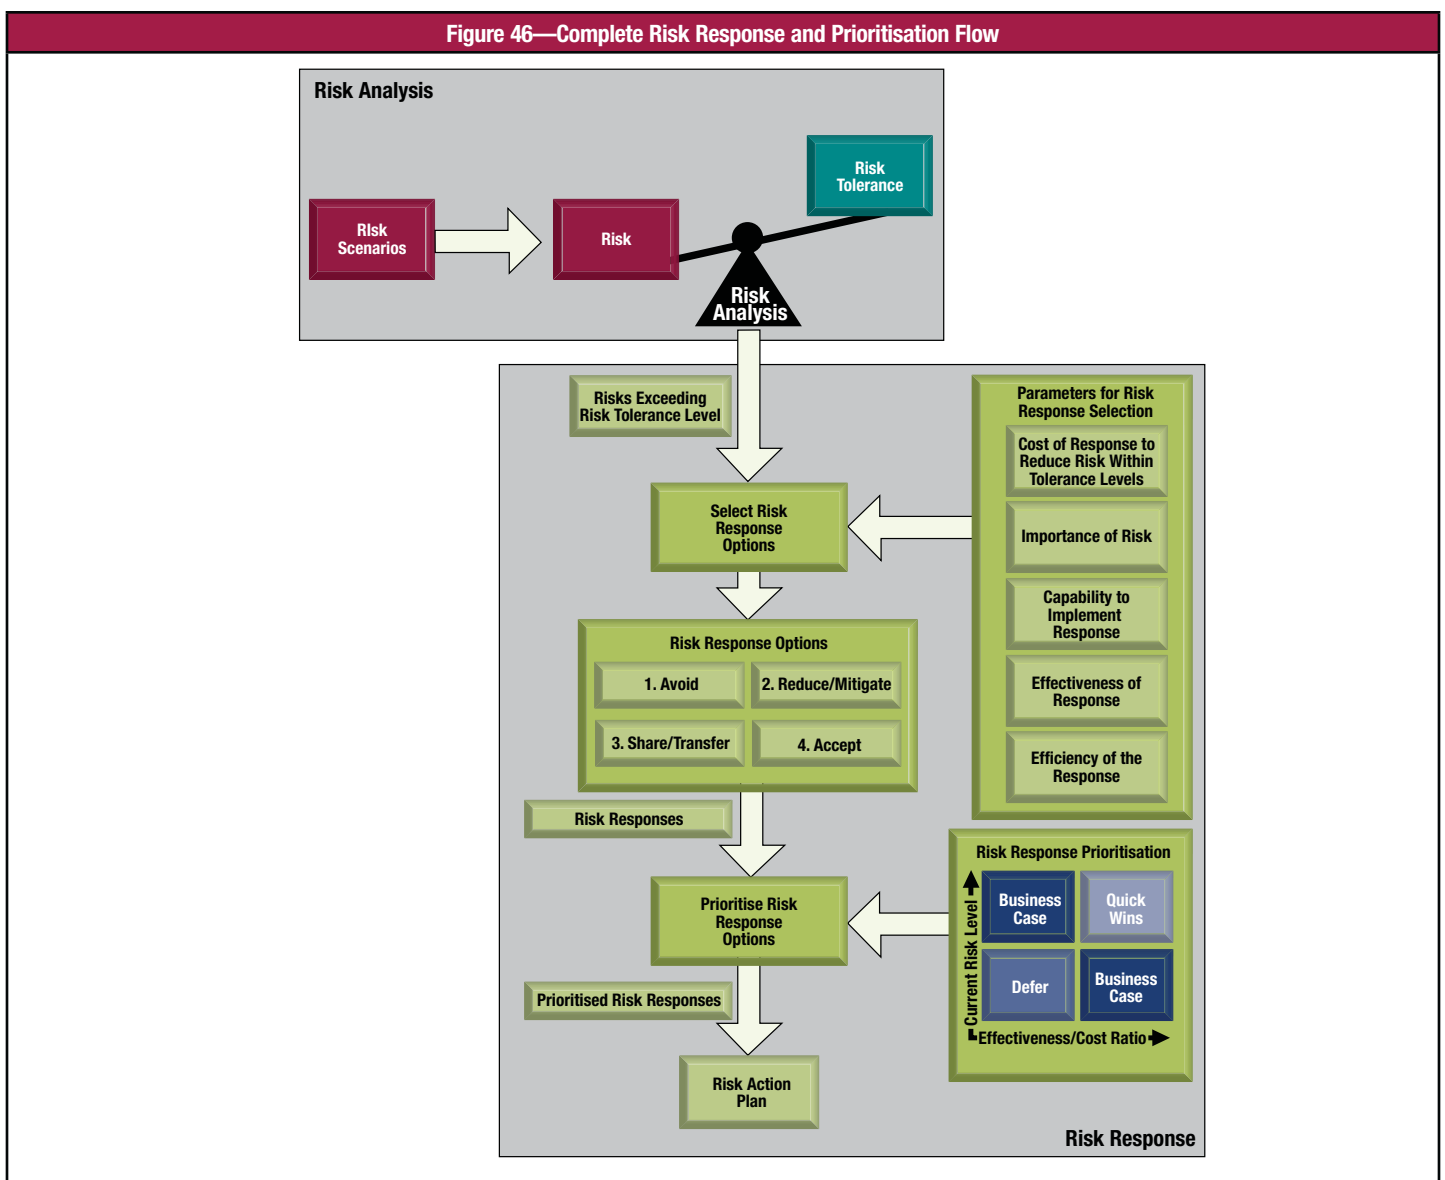 Figure 46—Complete Risk Response and Prioritisation Flow
Risk Analysis
RIsk
Scenarios
Risk
Risk
Tolerance
Risk
Analysis
Risks Exceeding
Risk Tolerance Level
Parameters for Risk
Response Selection
Cost of Response to
Reduce Risk Within
Tolerance Levels
Importance of Risk
Capability to
Implement
Response
Effectiveness of
Response
Efficiency of the
Response
Select Risk
Response
Options
Risk Response Options
1. Avoid
2. Reduce/Mitigate
3. Share/Transfer
4. Accept
Risk Responses
Prioritise Risk
Response
Options
Risk Response Prioritisation
Current Risk Level
Business
Case
Quick
Wins
Defer
Business
Case
Effectiveness/Cost Ratio
Prioritised Risk Responses
Risk Action
Plan
Risk Response